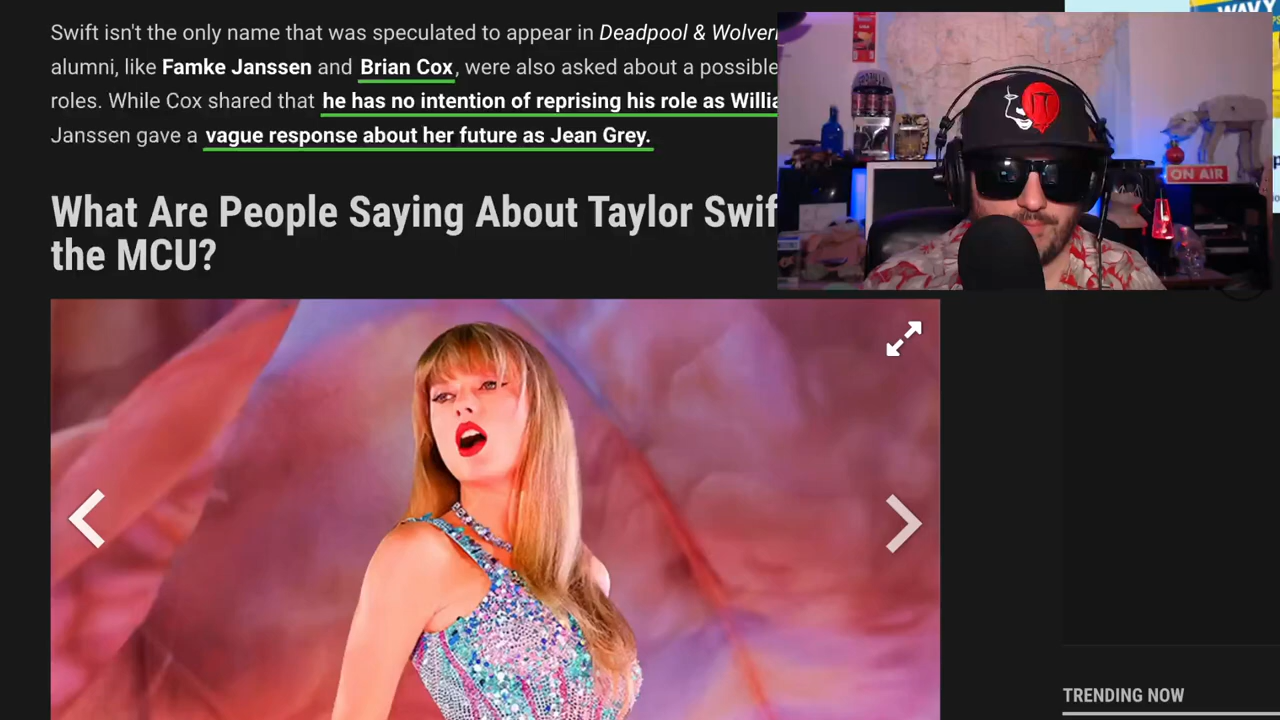 Swift isn't the only name that was speculated to appear in Deadpool &
alumni, like Famke Janssen and Brian Cox, were also asked about a possible
roles. While Cox shared that he has no intention of reprising his role as
Janssen gave a vague response about her future as Jean Grey.
What Are People Saying About Taylor
the MCU?
WAVY
IT
ON AIR
TRENDING NOW